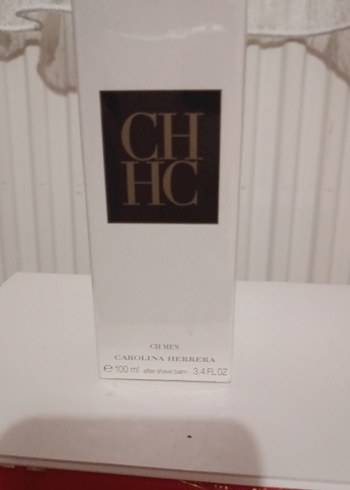 CH
HC
CH MEN
CAROLINA HERRERA
℮ 100 ml after shave balm 3.4 FL OZ